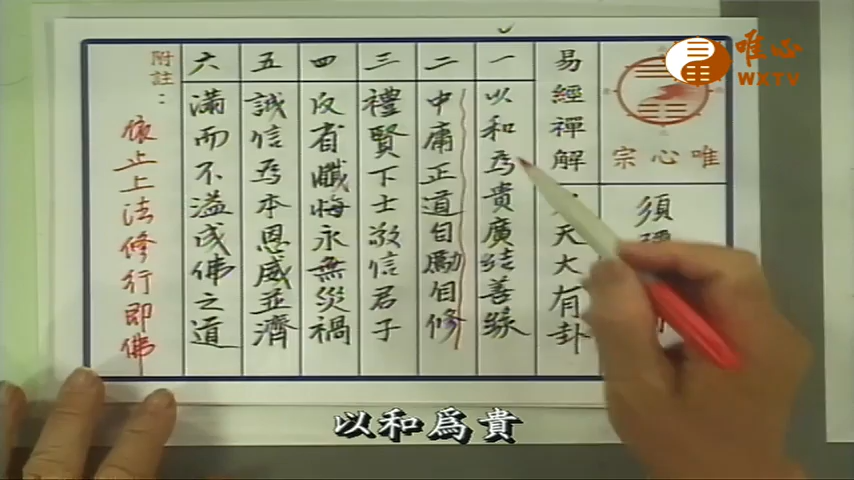 唯心
WXTV
唯心宗
須
易經禪解
天大有卦
一
以和為貴廣結善緣
二
中庸正道自勵自修
三
禮賢下士敬信君子
四
反省懺悔永無災禍
五
誠信為本恩威並濟
六
滿而不溢成佛之道
附註：
依止上法修行即佛
以和為貴